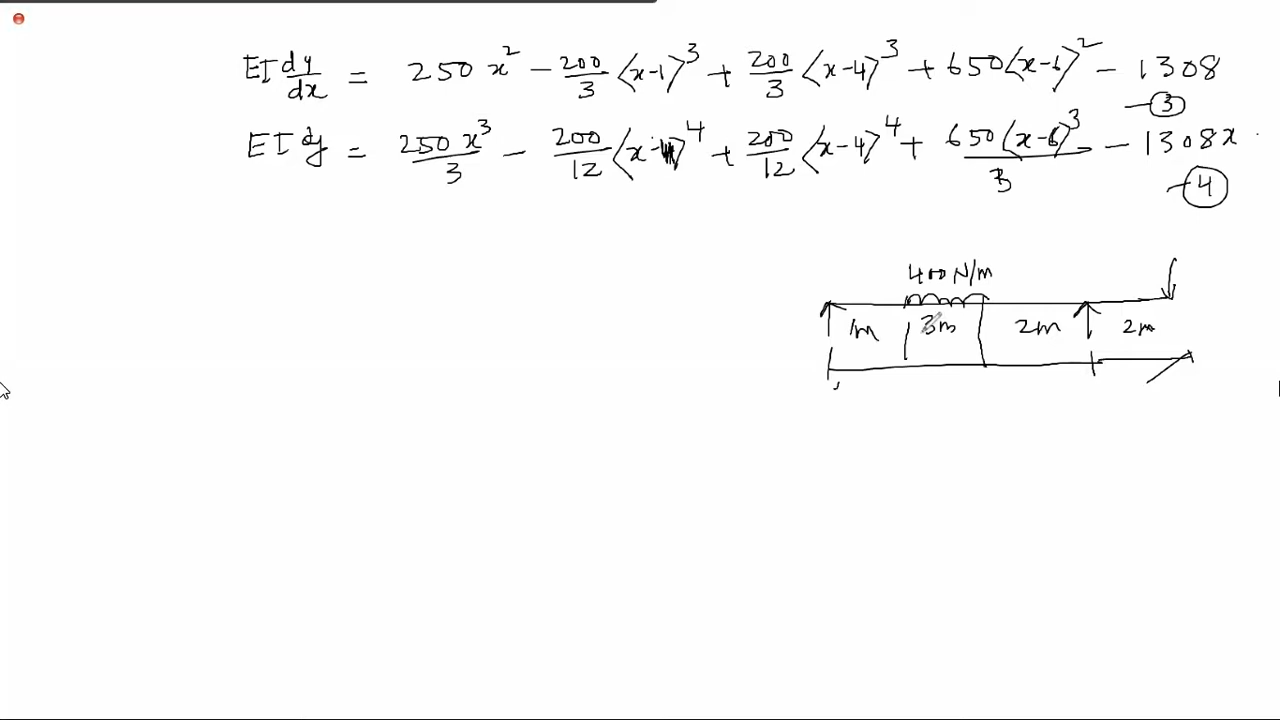 EI dy/dx = 250 x² − 200/3 ⟨x−1⟩³ + 200/3 ⟨x−4⟩³ + 650⟨x−6⟩² − 1308
—③
EI y = 250 x³/3 − 200/12 ⟨x− ⟩⁴ + 200/12 ⟨x−4⟩⁴ + 650⟨x−6⟩³/3 − 1308x
—④
400 N/m
1m 3m 2m 2m